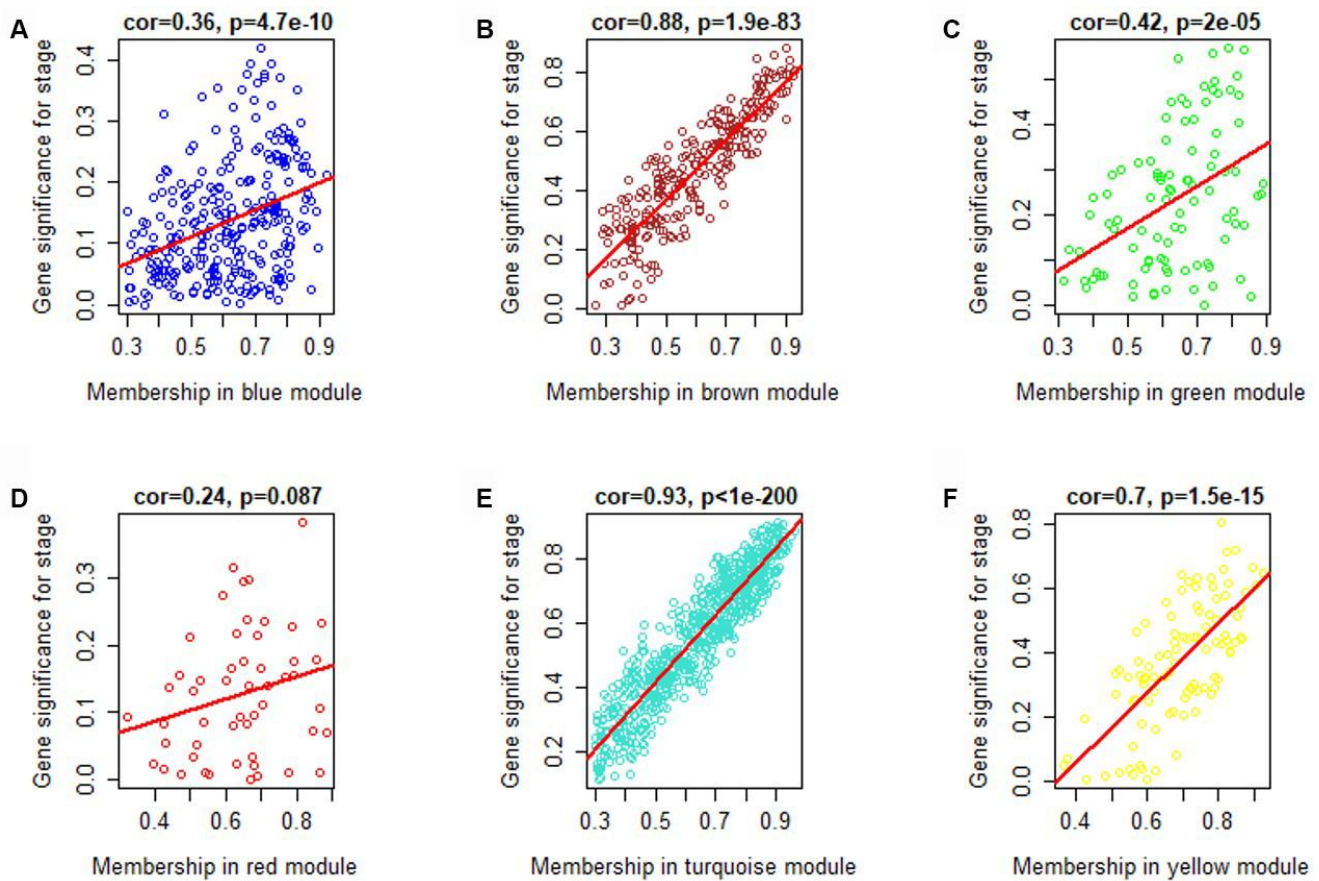 A
cor=0.36, p=4.7e-10
Gene significance for stage
0.0 0.1 0.2 0.3 0.4
0.3 0.5 0.7 0.9
Membership in blue module
B
cor=0.88, p=1.9e-83
Gene significance for stage
0.0 0.2 0.4 0.6 0.8
0.3 0.5 0.7 0.9
Membership in brown module
C
cor=0.42, p=2e-05
Gene significance for stage
0.0 0.2 0.4
0.3 0.5 0.7 0.9
Membership in green module
D
cor=0.24, p=0.087
Gene significance for stage
0.0 0.1 0.2 0.3
0.4 0.6 0.8
Membership in red module
E
cor=0.93, p<1e-200
Gene significance for stage
0.2 0.4 0.6 0.8
0.3 0.5 0.7 0.9
Membership in turquoise module
F
cor=0.7, p=1.5e-15
Gene significance for stage
0.0 0.2 0.4 0.6 0.8
0.4 0.6 0.8
Membership in yellow module